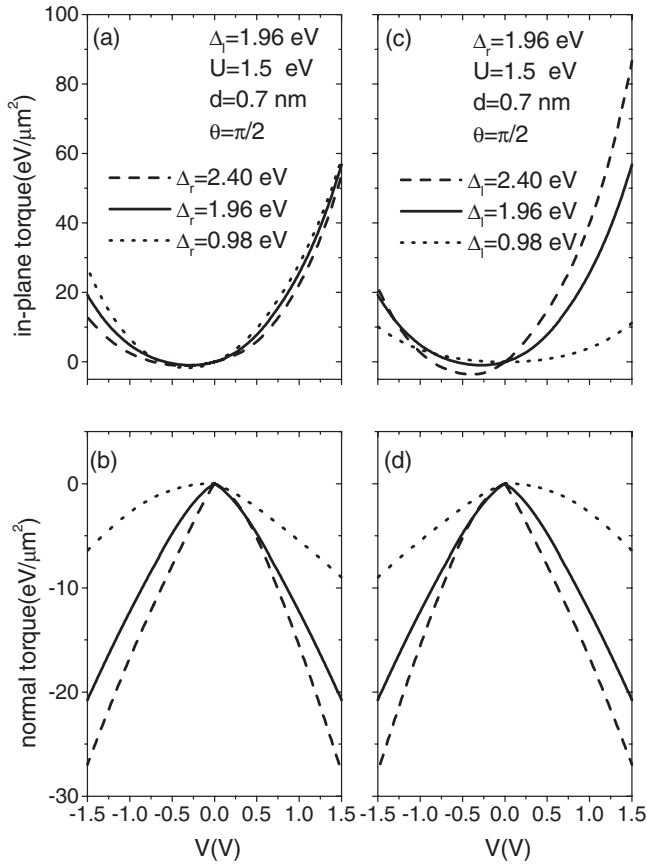 (a)
Δl=1.96 eV
U=1.5 eV
d=0.7 nm
θ=π/2
Δr=2.40 eV
Δr=1.96 eV
Δr=0.98 eV
(c)
Δr=1.96 eV
U=1.5 eV
d=0.7 nm
θ=π/2
Δl=2.40 eV
Δl=1.96 eV
Δl=0.98 eV
in-plane torque(eV/μm²)
100
80
60
40
20
0
(b)
(d)
normal torque(eV/μm²)
0
-10
-20
-30
-1.5 -1.0 -0.5 0.0 0.5 1.0 -1.5 -1.0 -0.5 0.0 0.5 1.0 1.5
V(V)
V(V)